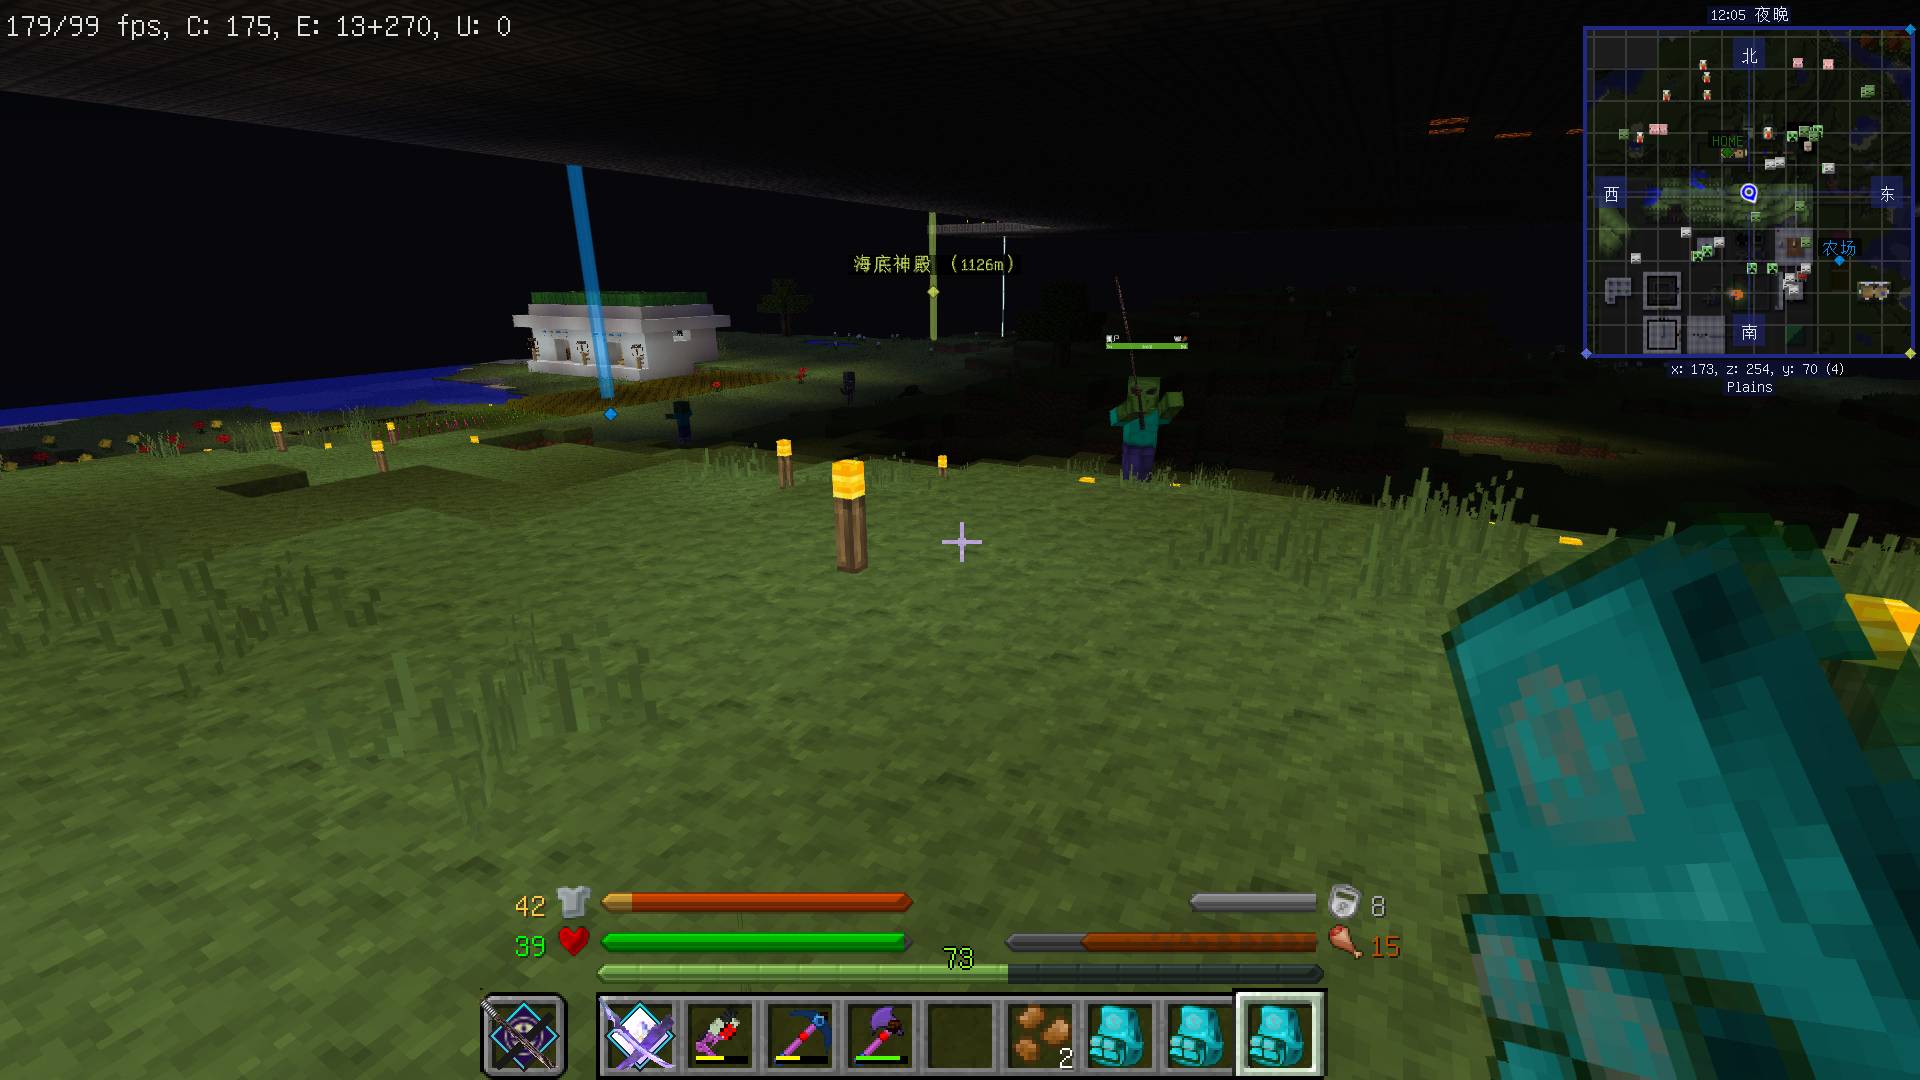 179/99 fps, C: 175, E: 13+270, U: 0
12:05 夜晚
北
HOME
西
东
农场
南
x: 173, z: 254, y: 70 (4)
Plains
海底神殿 (1126m)
42
8
39
15
73
2